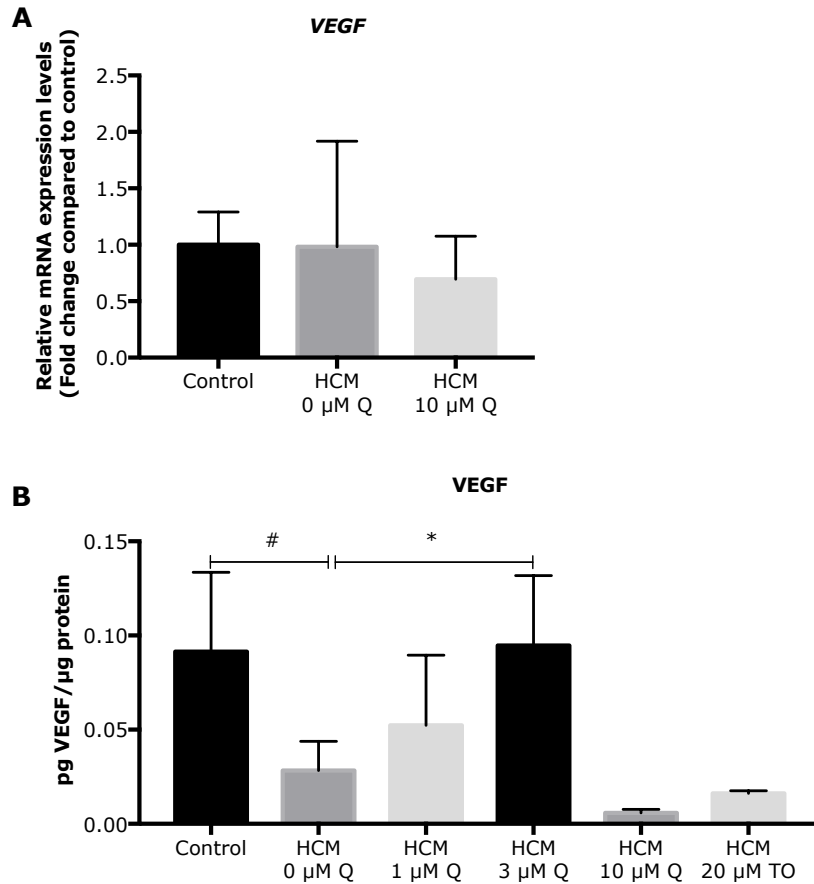 A
VEGF
Relative mRNA expression levels
(Fold change compared to control)
2.5
2.0
1.5
1.0
0.5
0.0
Control
HCM
0 µM Q
HCM
10 µM Q
B
VEGF
pg VEGF/µg protein
0.15
0.10
0.05
0.00
#
*
Control
HCM
0 µM Q
HCM
1 µM Q
HCM
3 µM Q
HCM
10 µM Q
HCM
20 µM TO